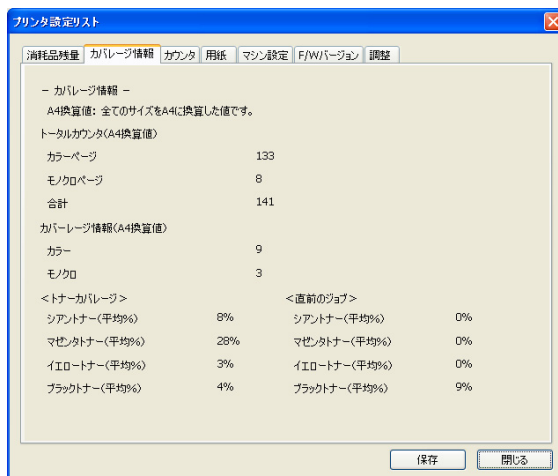 プリンタ設定リスト
消耗品残量 カバレージ情報 カウンタ 用紙 マシン設定 F/Wバージョン 調整
－ カバレージ情報 －
A4換算値: 全てのサイズをA4に換算した値です。
トータルカウンタ(A4換算値)
カラーページ 133
モノクロページ 8
合計 141
カバーレージ情報(A4換算値)
カラー 9
モノクロ 3
＜トナーカバレージ＞ ＜直前のジョブ＞
シアントナー(平均%) 8% シアントナー(平均%) 0%
マゼンタトナー(平均%) 28% マゼンタトナー(平均%) 0%
イエロートナー(平均%) 3% イエロートナー(平均%) 0%
ブラックトナー(平均%) 4% ブラックトナー(平均%) 9%
保存 閉じる